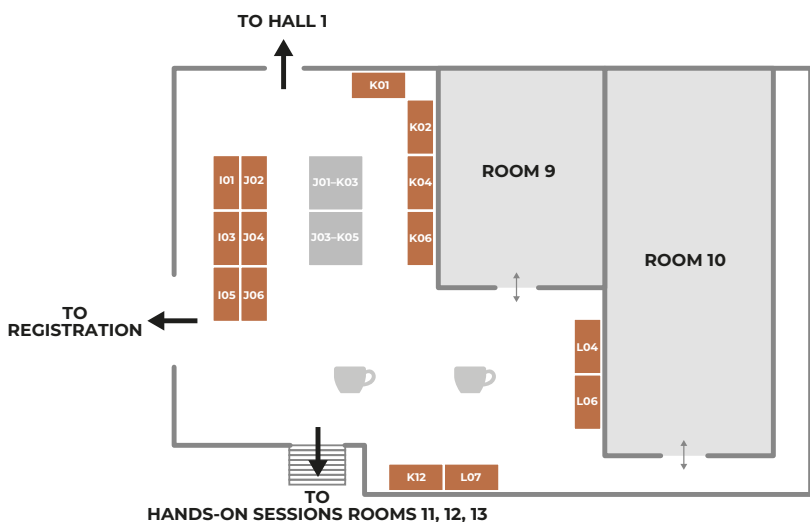 TO HALL 1
K01
K02
I01 J02
J01–K03
K04
ROOM 9
I03 J04
J03–K05
K06
ROOM 10
I05 J06
TO
REGISTRATION
L04
L06
K12 L07
TO
HANDS-ON SESSIONS ROOMS 11, 12, 13